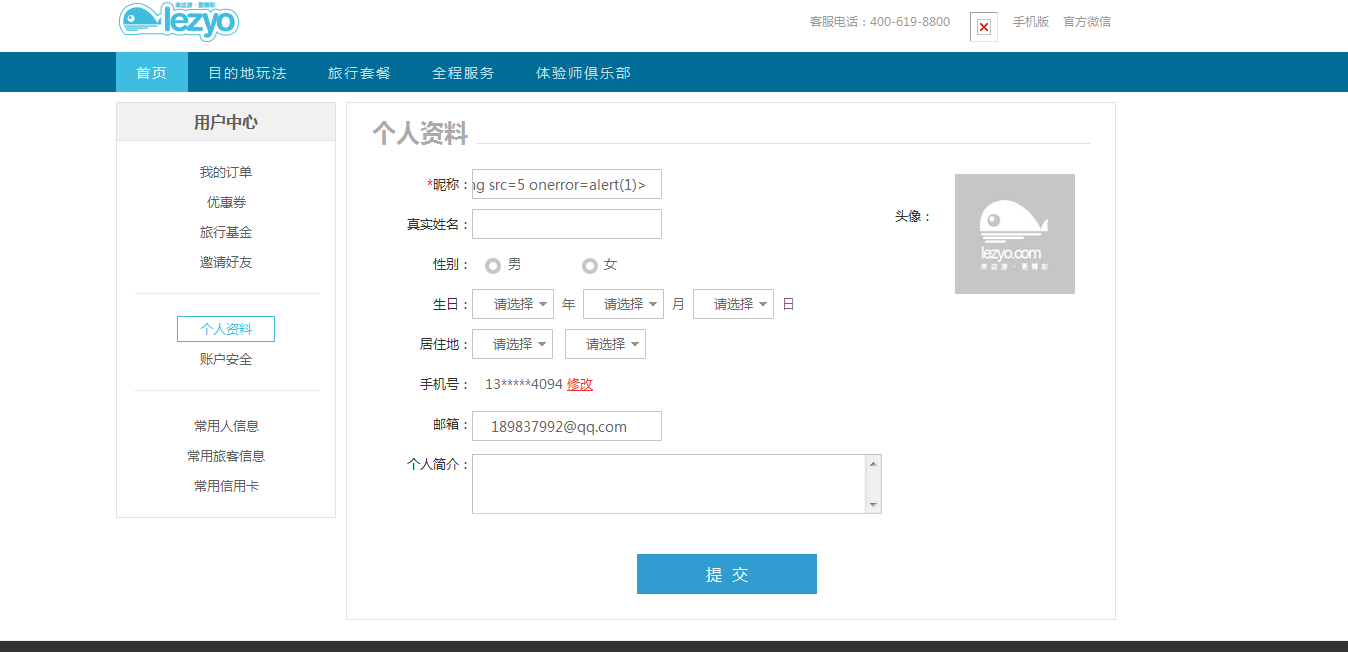 来这游·更精彩
lezyo
客服电话：400-619-8800 手机版 官方微信
首页 目的地玩法 旅行套餐 全程服务 体验师俱乐部
用户中心
我的订单
优惠券
旅行基金
邀请好友
个人资料
账户安全
常用人信息
常用旅客信息
常用信用卡
个人资料
*昵称： ng src=5 onerror=alert(1)>
真实姓名：
性别： 男 女
生日： 请选择 年 请选择 月 请选择 日
居住地： 请选择 请选择
手机号： 13*****4094 修改
邮箱： 189837992@qq.com
个人简介：
头像：
lezyo.com
来这游·更精彩
提 交